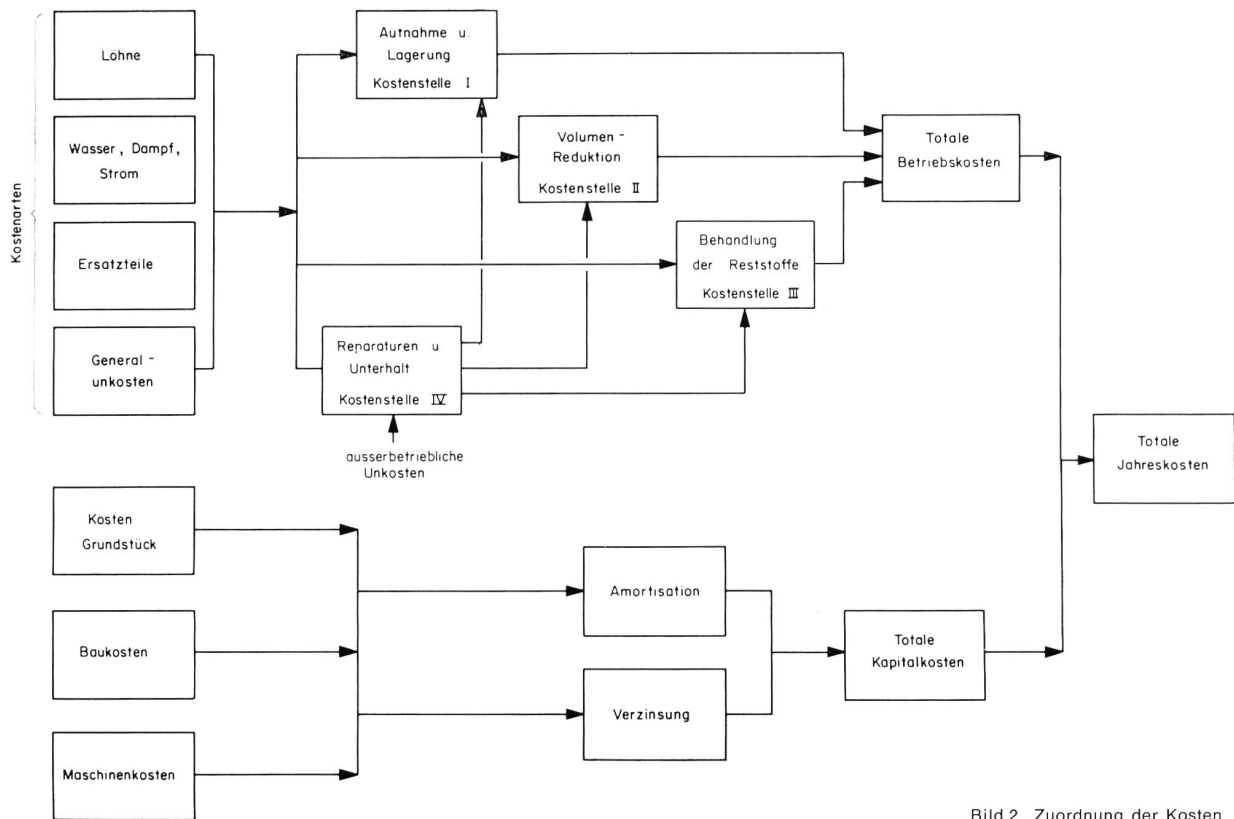 Kostenarten
Löhne
Wasser, Dampf,
Strom
Ersatzteile
General-
unkosten
Autnahme u.
Lagerung
Kostenstelle I
Volumen-
Reduktion
Kostenstelle II
Behandlung
der Reststoffe
Kostenstelle III
Reparaturen u
Unterhalt
Kostenstelle IV
ausserbetriebliche
Unkosten
Totale
Betriebskosten
Totale
Jahreskosten
Kosten
Grundstück
Baukosten
Maschinenkosten
Amortisation
Verzinsung
Totale
Kapitalkosten
Bild 2 Zuordnung der Kosten